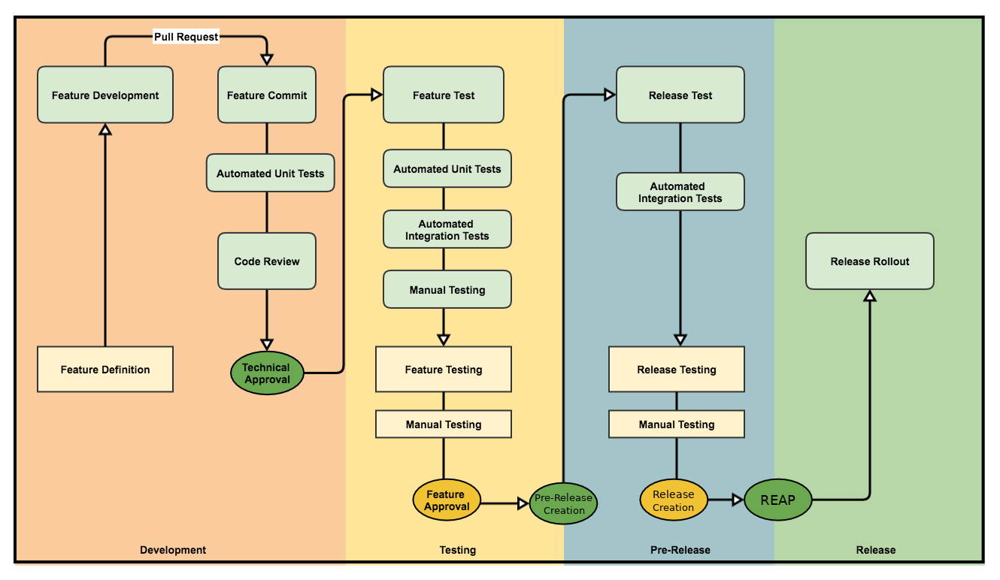 Pull Request
Feature Development
Feature Commit
Automated Unit Tests
Code Review
Feature Definition
Technical
Approval
Feature Test
Automated Unit Tests
Automated
Integration Tests
Manual Testing
Feature Testing
Manual Testing
Feature
Approval
Pre-Release
Creation
Release Test
Automated
Integration Tests
Release Testing
Manual Testing
Release
Creation
REAP
Release Rollout
Development
Testing
Pre-Release
Release